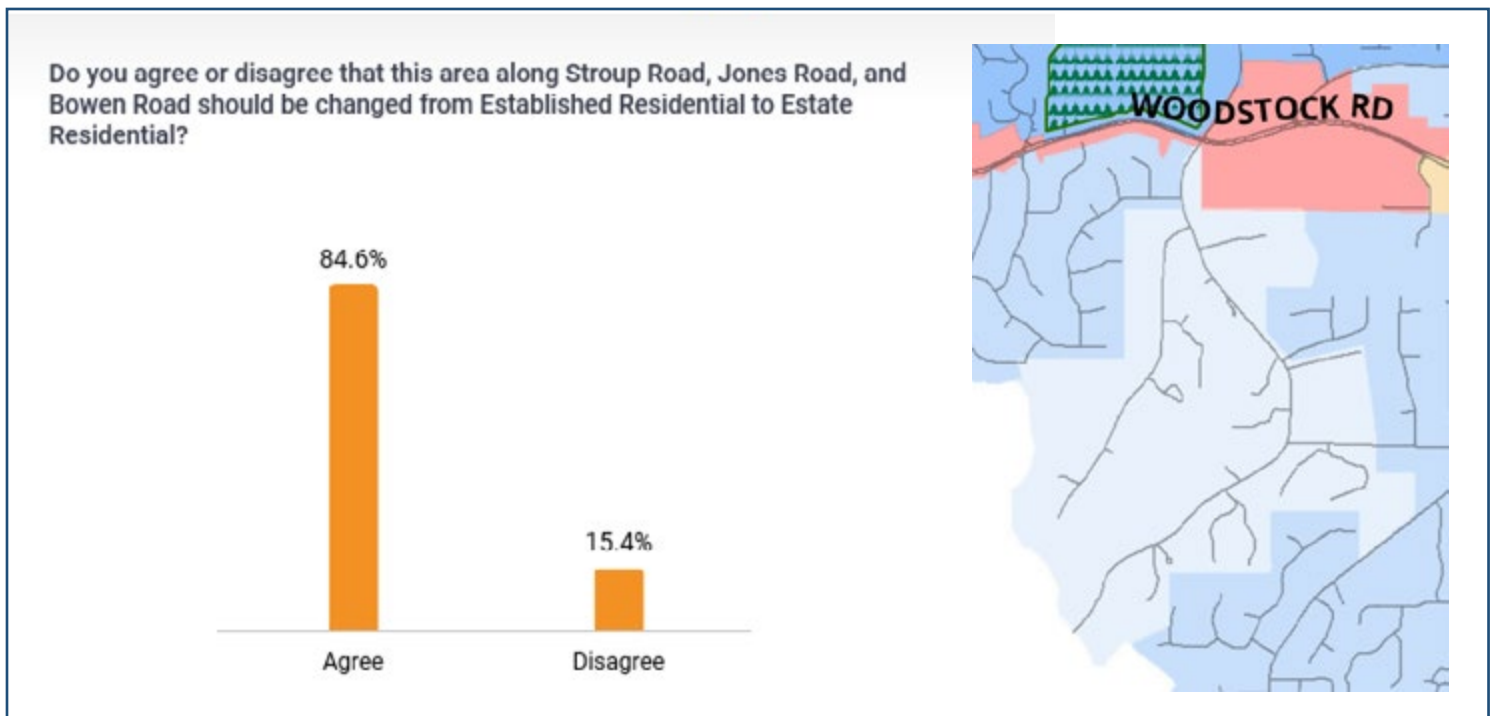 Do you agree or disagree that this area along Stroup Road, Jones Road, and
Bowen Road should be changed from Established Residential to Estate
Residential?
84.6%
15.4%
Agree
Disagree
WOODSTOCK RD